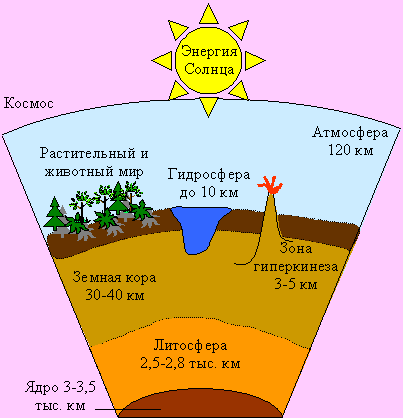 Энергия
Солнца
Космос
Атмосфера
120 км
Растительный и
животный мир
Гидросфера
до 10 км
Зона
гиперкинеза
3-5 км
Земная кора
30-40 км
Литосфера
2,5-2,8 тыс. км
Ядро 3-3,5
тыс. км